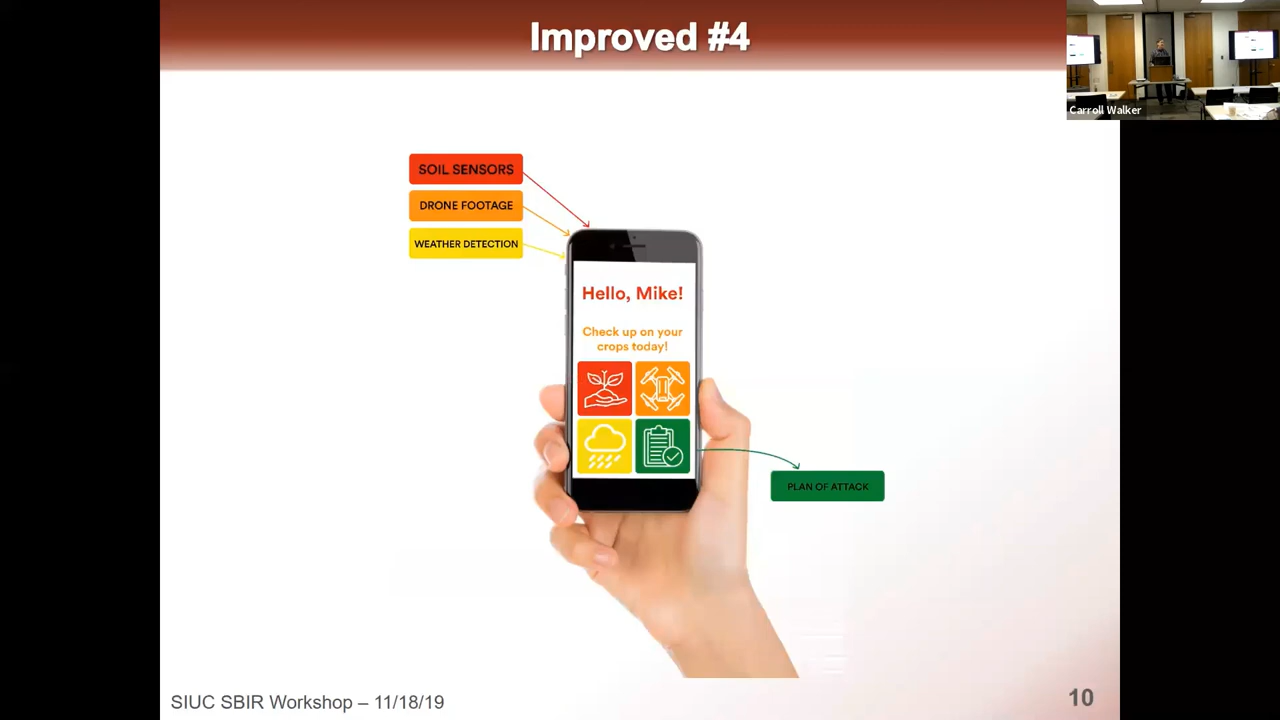 Improved #4
Carroll Walker
SOIL SENSORS
DRONE FOOTAGE
WEATHER DETECTION
Hello, Mike!
Check up on your
crops today!
PLAN OF ATTACK
SIUC SBIR Workshop – 11/18/19
10